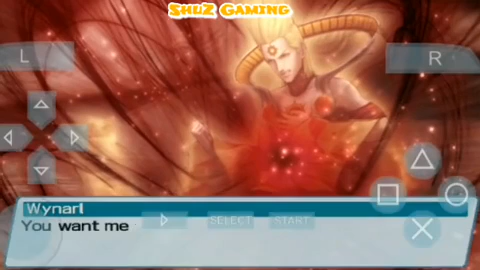 ShuZ Gaming
L
R
Wynarl
You want me
SELECT
START